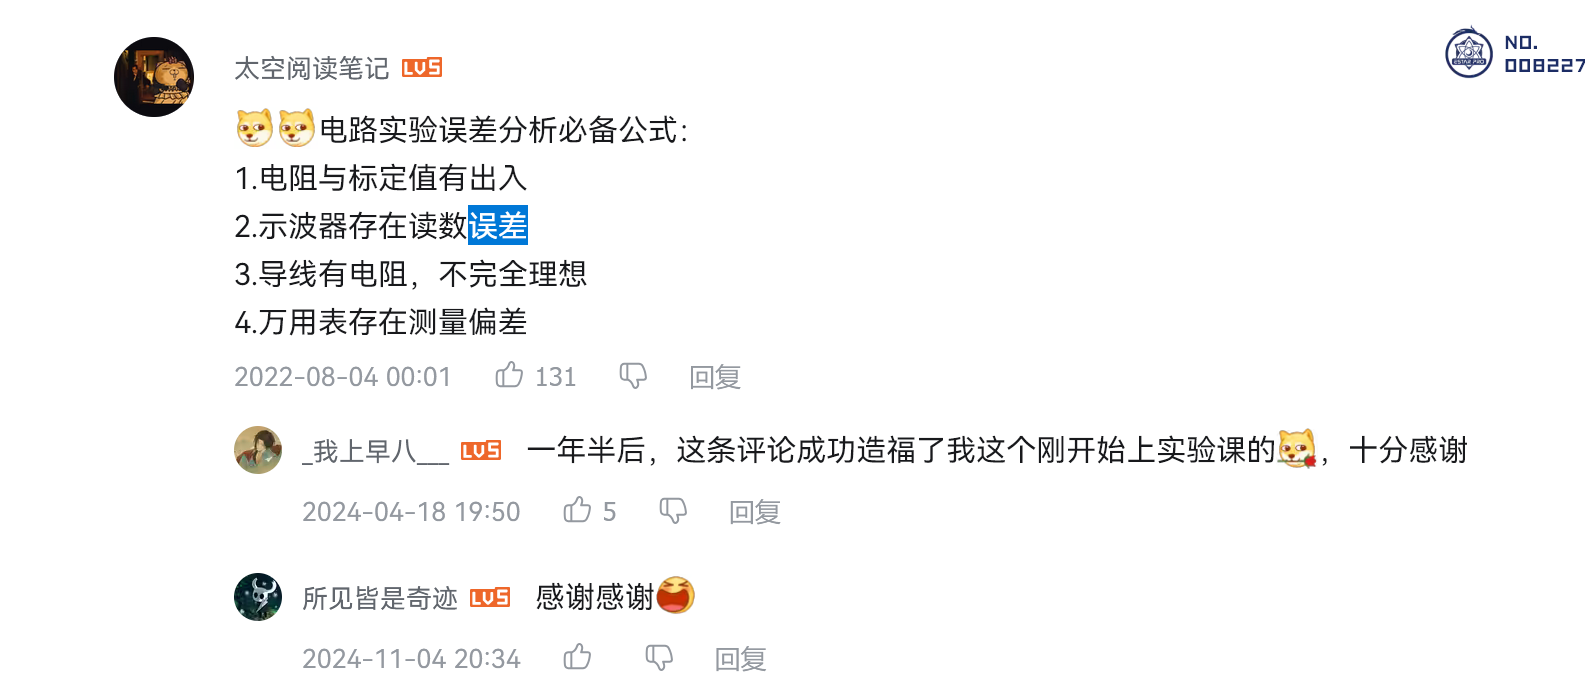 太空阅读笔记 LV5
NO.
008227
电路实验误差分析必备公式：
1.电阻与标定值有出入
2.示波器存在读数误差
3.导线有电阻，不完全理想
4.万用表存在测量偏差
2022-08-04 00:01 131 回复
_我上早八___ LV5 一年半后，这条评论成功造福了我这个刚开始上实验课的，十分感谢
2024-04-18 19:50 5 回复
所见皆是奇迹 LV5 感谢感谢
2024-11-04 20:34 回复